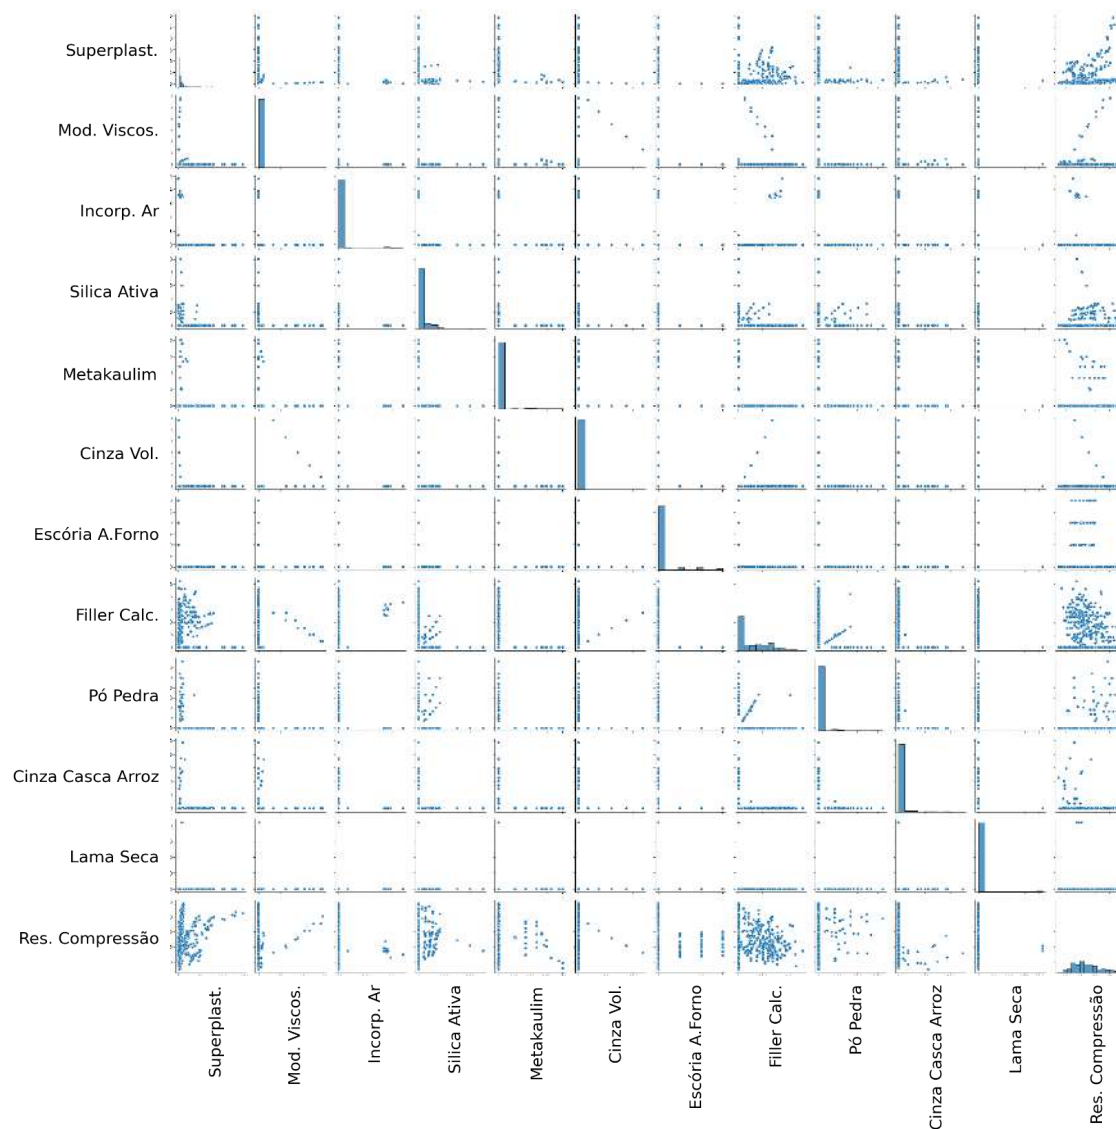 Superplast.
Mod. Viscos.
Incorp. Ar
Silica Ativa
Metakaulim
Cinza Vol.
Escória A.Forno
Filler Calc.
Pó Pedra
Cinza Casca Arroz
Lama Seca
Res. Compressão
Superplast.
Mod. Viscos.
Incorp. Ar
Silica Ativa
Metakaulim
Cinza Vol.
Escória A.Forno
Filler Calc.
Pó Pedra
Cinza Casca Arroz
Lama Seca
Res. Compressão